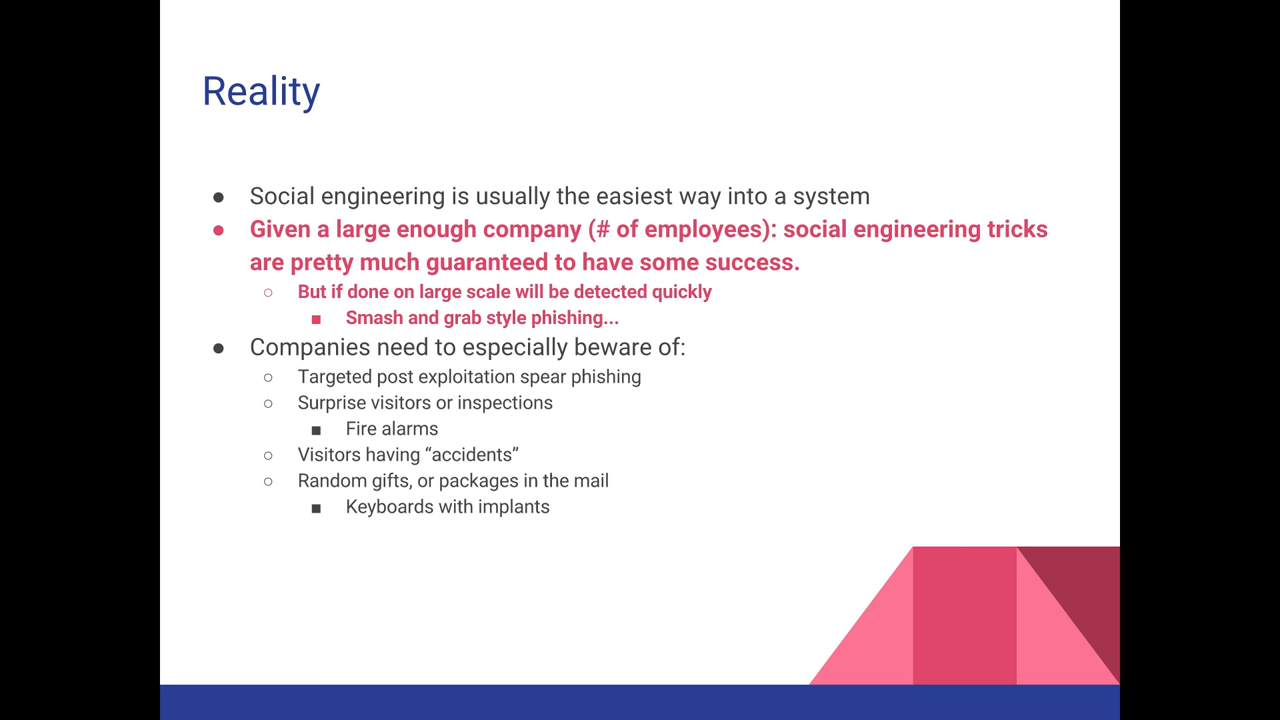 Reality
● Social engineering is usually the easiest way into a system
● Given a large enough company (# of employees): social engineering tricks
are pretty much guaranteed to have some success.
○ But if done on large scale will be detected quickly
■ Smash and grab style phishing...
● Companies need to especially beware of:
○ Targeted post exploitation spear phishing
○ Surprise visitors or inspections
■ Fire alarms
○ Visitors having “accidents”
○ Random gifts, or packages in the mail
■ Keyboards with implants